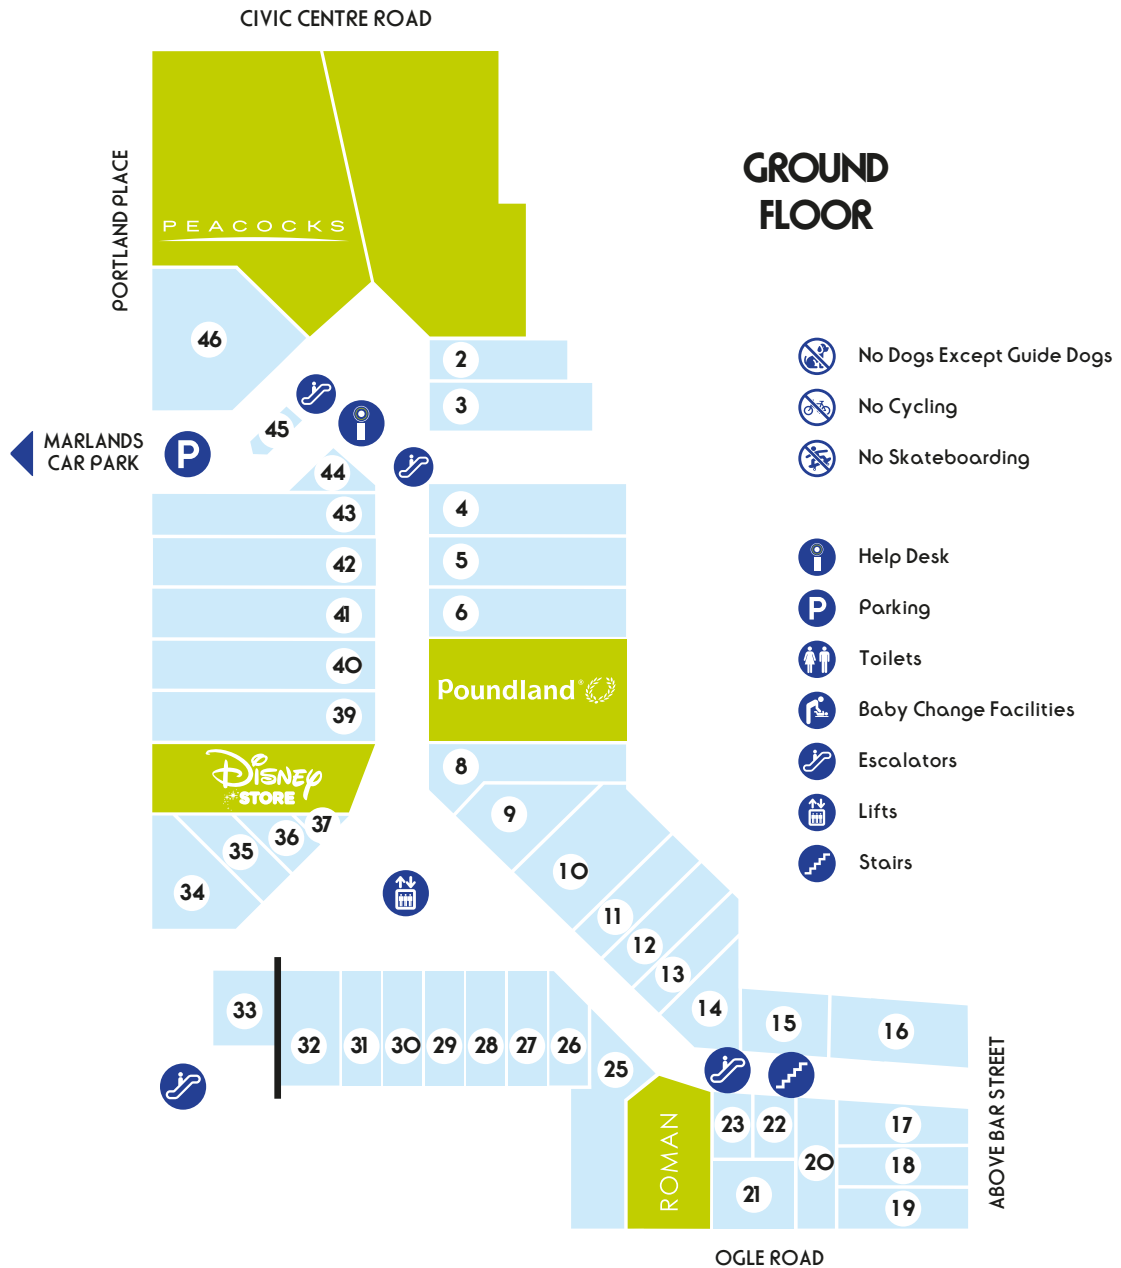 CIVIC CENTRE ROAD
PORTLAND PLACE
GROUND
FLOOR
PEACOCKS
46
2
3
45
MARLANDS
CAR PARK
P
44
43
42
41
40
39
4
5
6
Poundland®
DISNEY
STORE
8
9
10
11
12
13
14
37
36
35
34
33
32
31
30
29
28
27
26
25
15
16
ROMAN
23
22
21
20
17
18
19
ABOVE BAR STREET
OGLE ROAD
No Dogs Except Guide Dogs
No Cycling
No Skateboarding
Help Desk
P
Parking
Toilets
Baby Change Facilities
Escalators
Lifts
Stairs